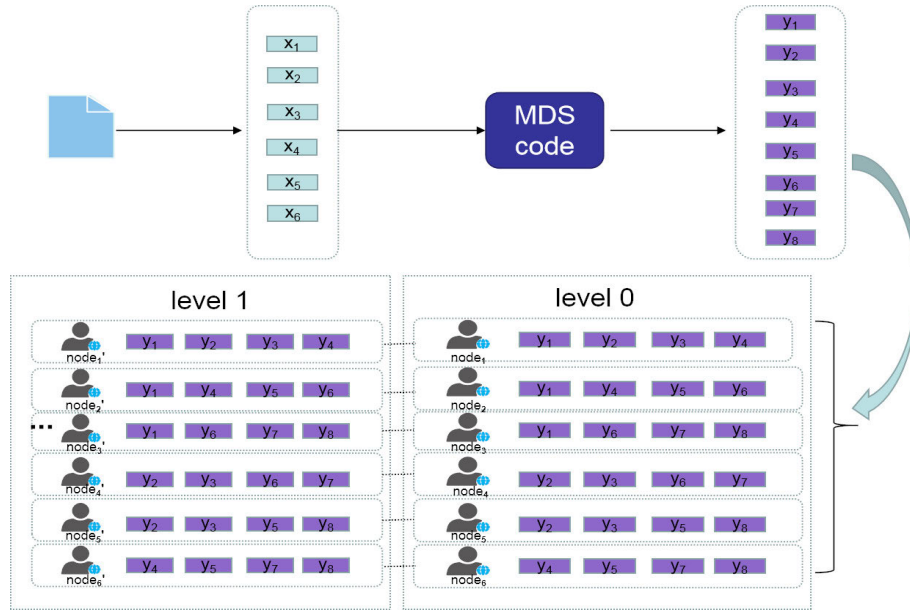 x₁
x₂
x₃
x₄
x₅
x₆
MDS
code
y₁
y₂
y₃
y₄
y₅
y₆
y₇
y₈
level 1
node₁'
y₁ y₂ y₃ y₄
node₂'
y₁ y₄ y₅ y₆
...
node₃'
y₁ y₆ y₇ y₈
node₄'
y₂ y₃ y₆ y₇
node₅'
y₂ y₃ y₅ y₈
node₆'
y₄ y₅ y₇ y₈
level 0
node₁
y₁ y₂ y₃ y₄
node₂
y₁ y₄ y₅ y₆
node₃
y₁ y₆ y₇ y₈
node₄
y₂ y₃ y₆ y₇
node₅
y₂ y₃ y₅ y₈
node₆
y₄ y₅ y₇ y₈